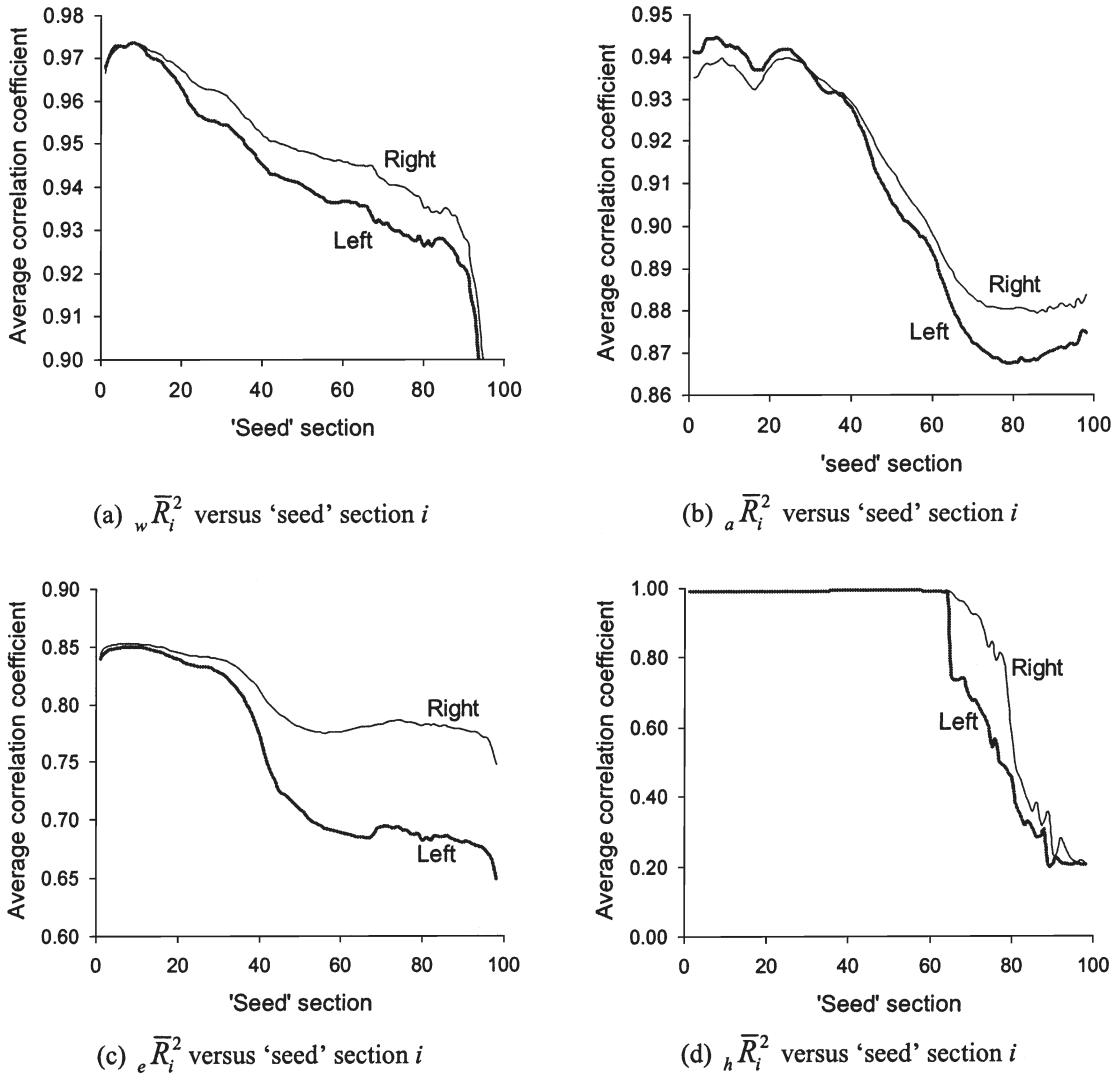 0.98
0.97
0.96
0.95
0.94
0.93
0.92
0.91
0.90
Average correlation coefficient
Right
Left
0 20 40 60 80 100
'Seed' section
(a) wR̅i² versus ‘seed’ section i
0.95
0.94
0.93
0.92
0.91
0.90
0.89
0.88
0.87
0.86
Average correlation coefficient
Right
Left
0 20 40 60 80 100
'seed' section
(b) aR̅i² versus ‘seed’ section i
0.90
0.85
0.80
0.75
0.70
0.65
0.60
Average correlation coefficient
Right
Left
0 20 40 60 80 100
'Seed' section
(c) eR̅i² versus ‘seed’ section i
1.00
0.80
0.60
0.40
0.20
0.00
Average correlation coefficient
Right
Left
0 20 40 60 80 100
'Seed' section
(d) hR̅i² versus ‘seed’ section i